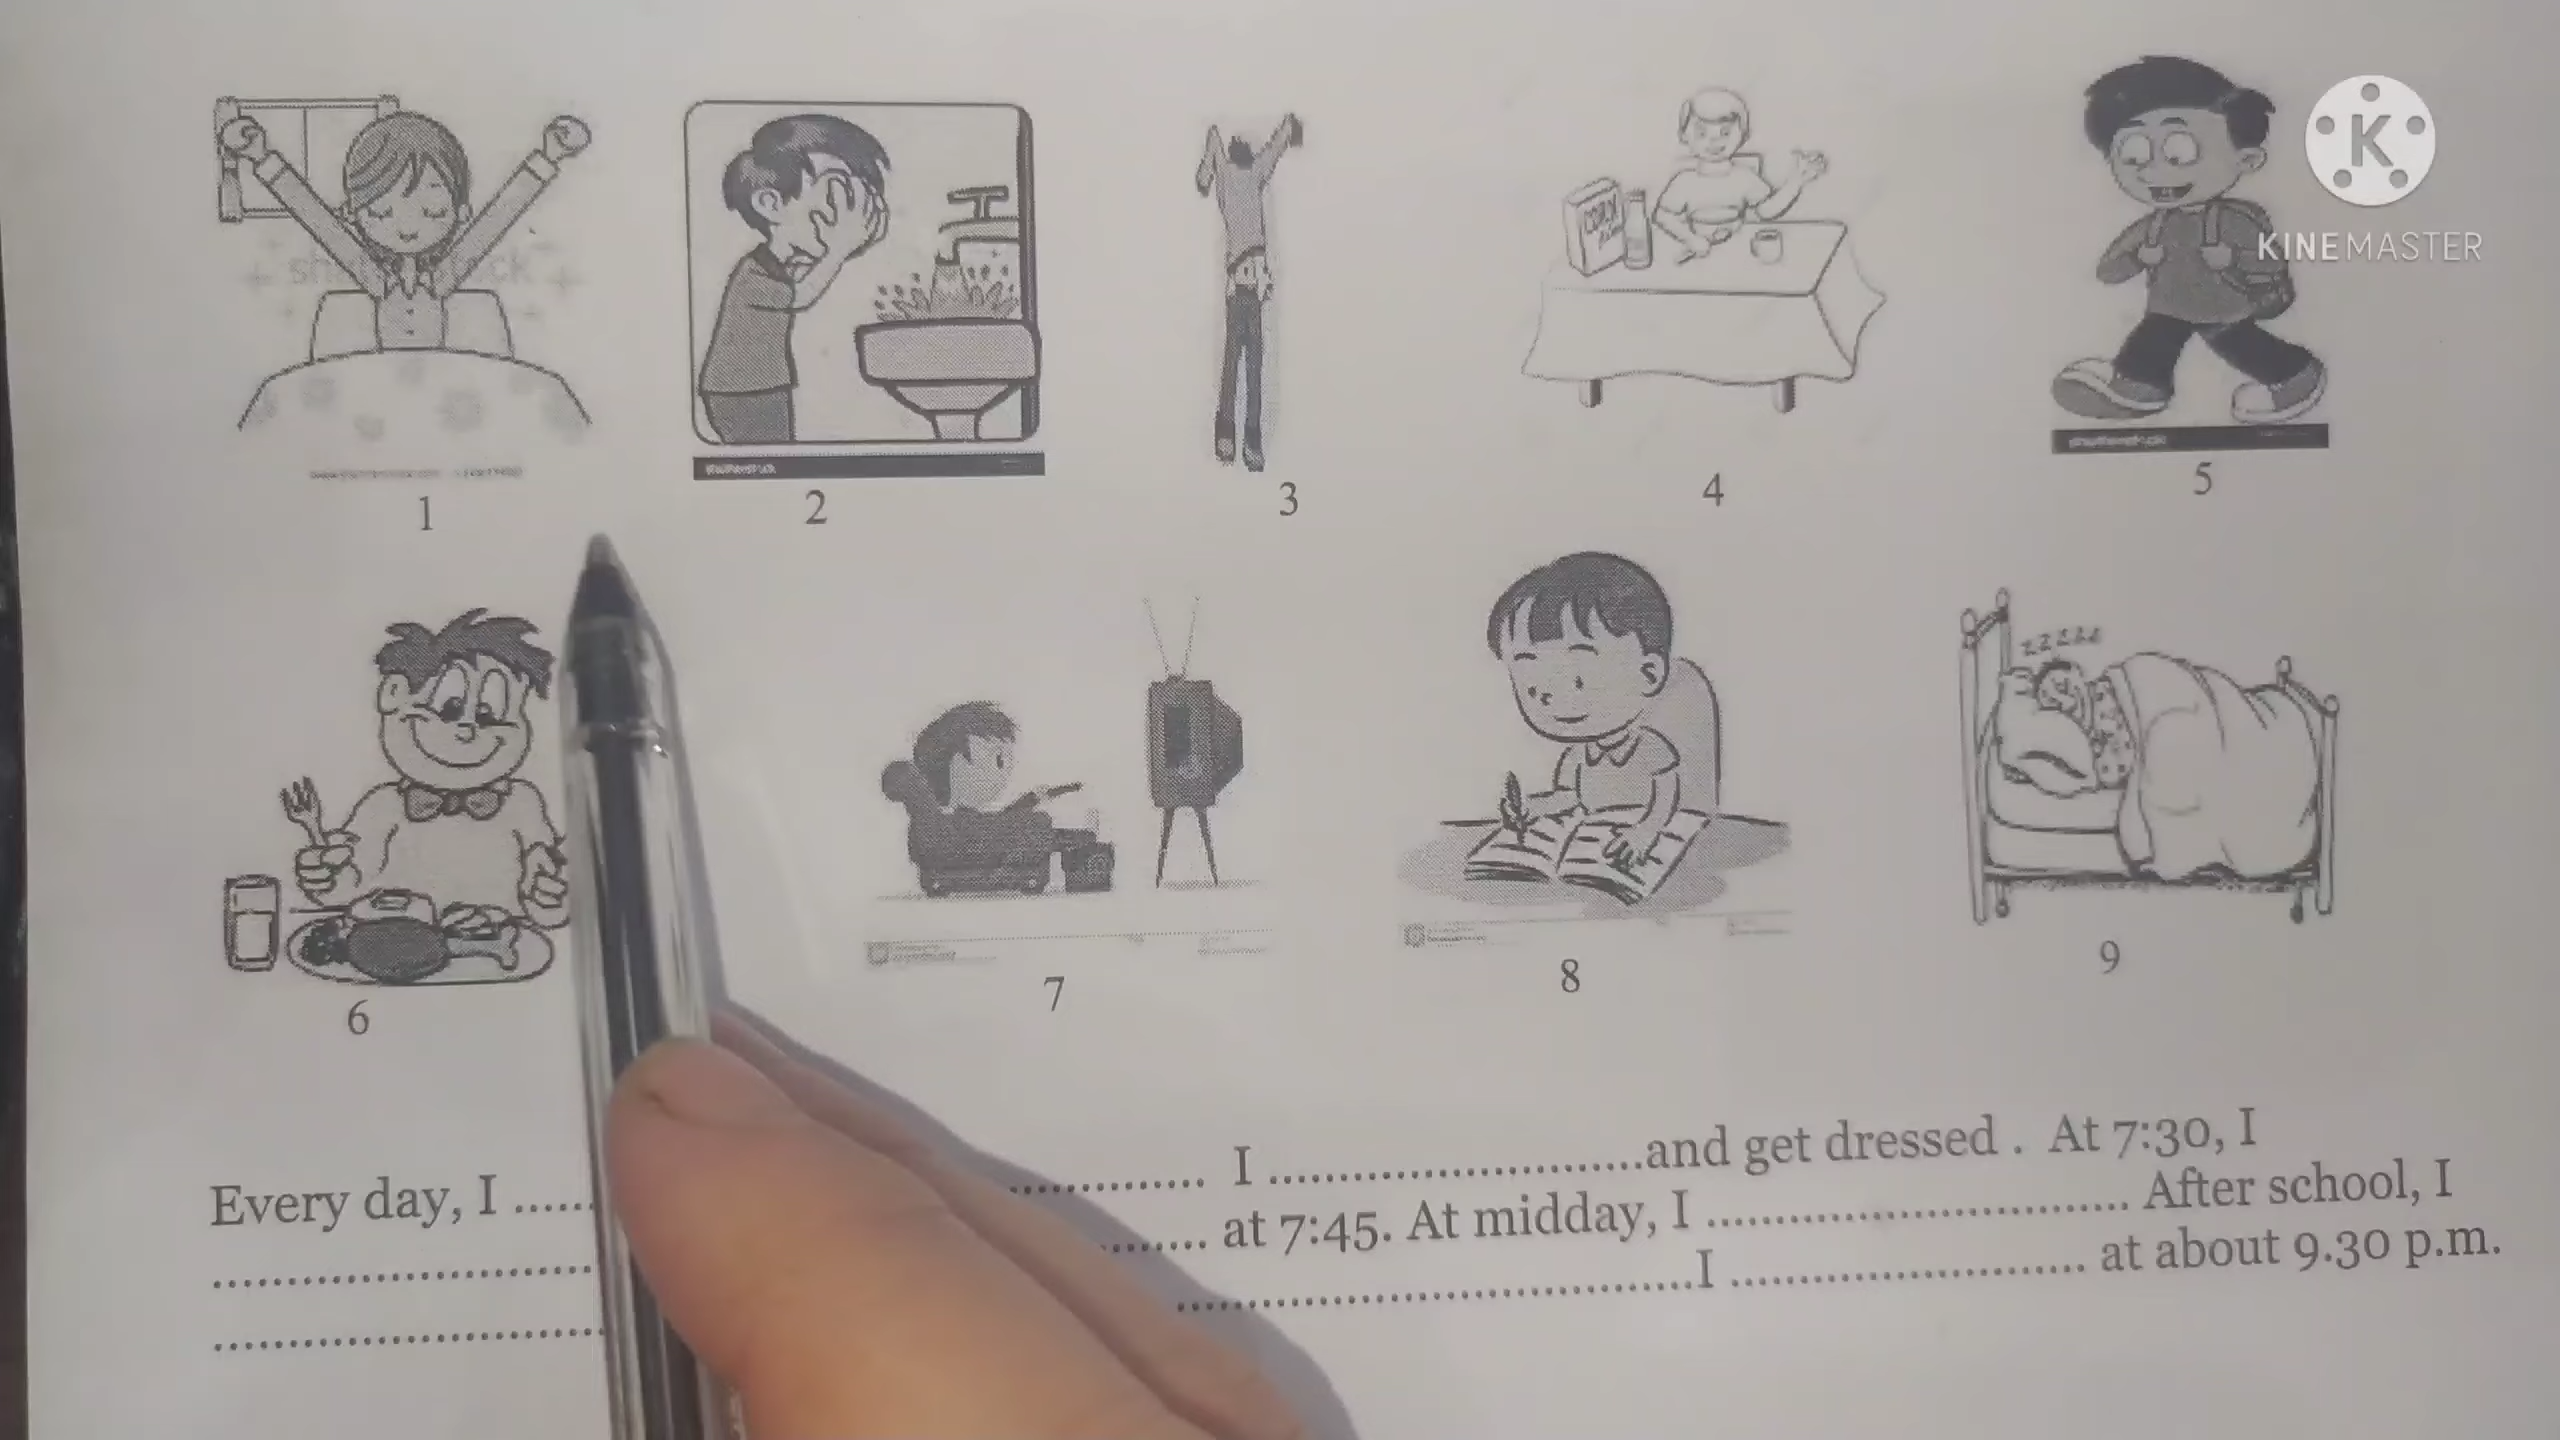 K
KINEMASTER
1
2
3
4
5
6
7
8
9
zzzzz
Every day, I ...... ............... I ..............................and get dressed . At 7:30, I
.............................. ......... at 7:45. At midday, I .................................. After school, I
.............................. ..........................................I ............................. at about 9.30 p.m.